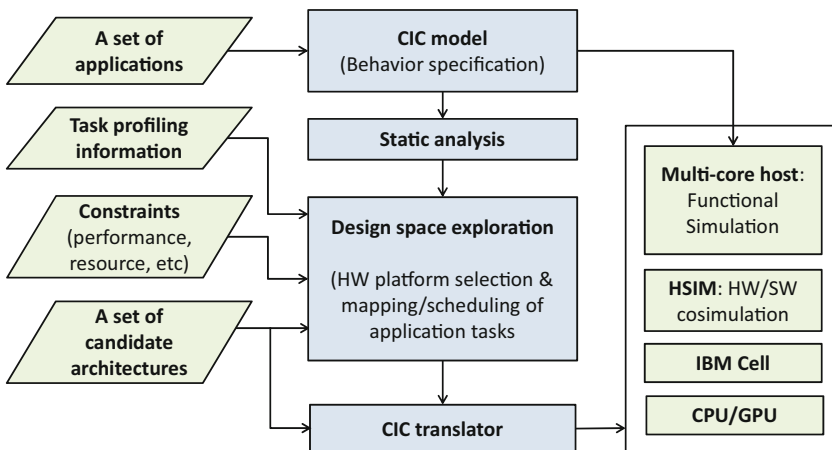 A set of
applications
CIC model
(Behavior specification)
Task profiling
information
Static analysis
Constraints
(performance,
resource, etc)
Design space exploration
(HW platform selection &
mapping/scheduling of
application tasks
A set of
candidate
architectures
CIC translator
Multi-core host:
Functional
Simulation
HSIM: HW/SW
cosimulation
IBM Cell
CPU/GPU